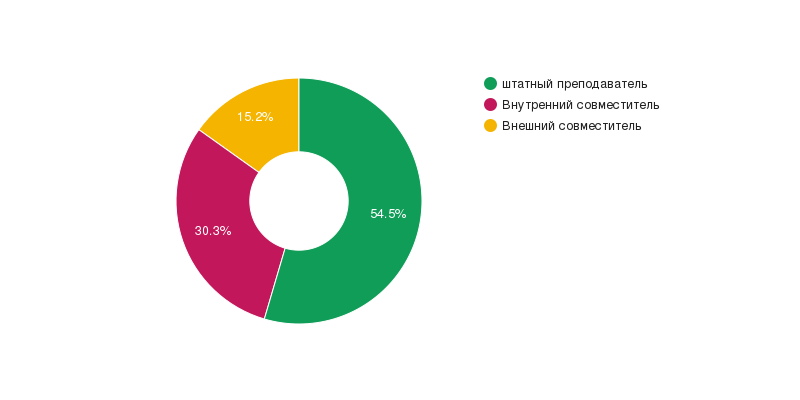 штатный преподаватель
Внутренний совместитель
Внешний совместитель
15.2%
54.5%
30.3%